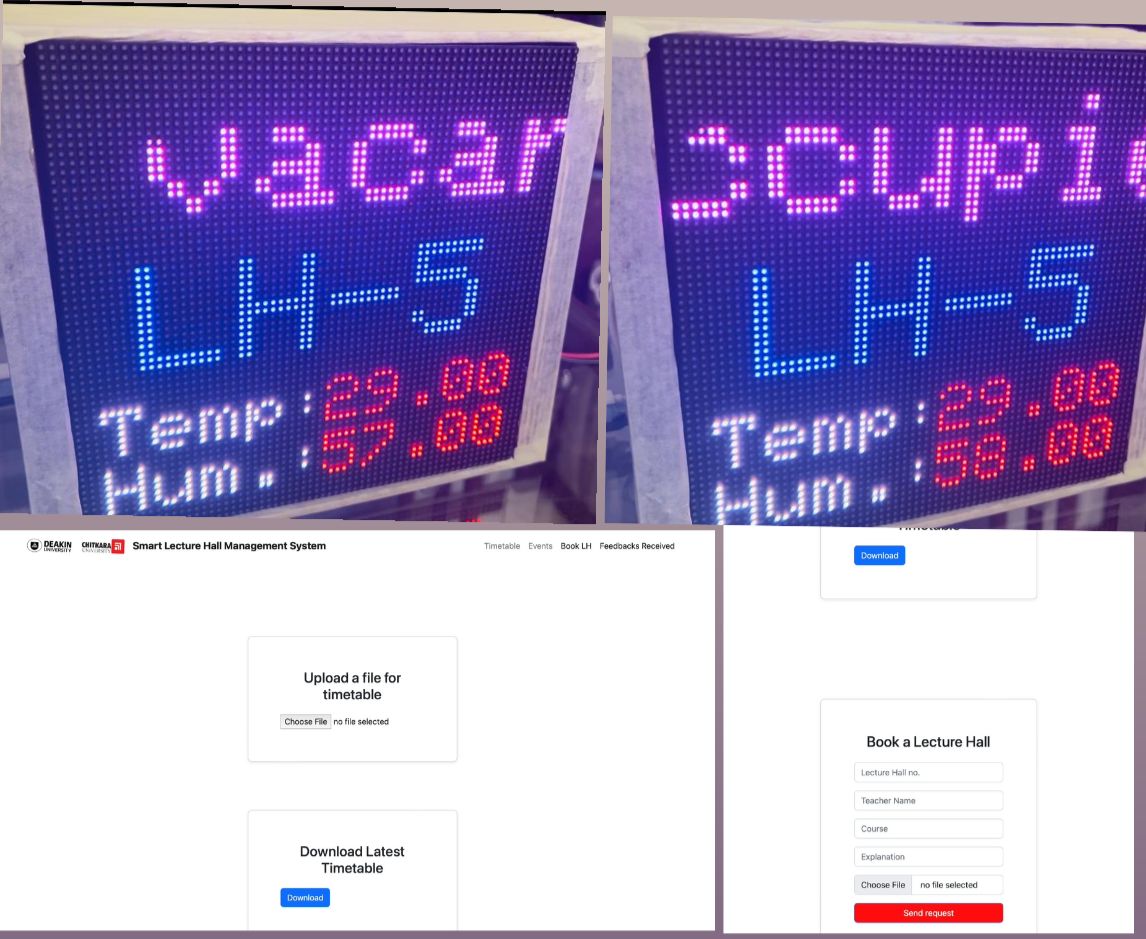 vacan
LH-5
Temp:29.00
Hum.:57.00
ccupie
LH-5
Temp:29.00
Hum.:58.00
DEAKIN UNIVERSITY CHITKARA UNIVERSITY Smart Lecture Hall Management System Timetable Events Book LH Feedbacks Received
Upload a file for
timetable
Choose File no file selected
Download Latest
Timetable
Download
Timetable
Download
Book a Lecture Hall
Lecture Hall no.
Teacher Name
Course
Explanation
Choose File no file selected
Send request